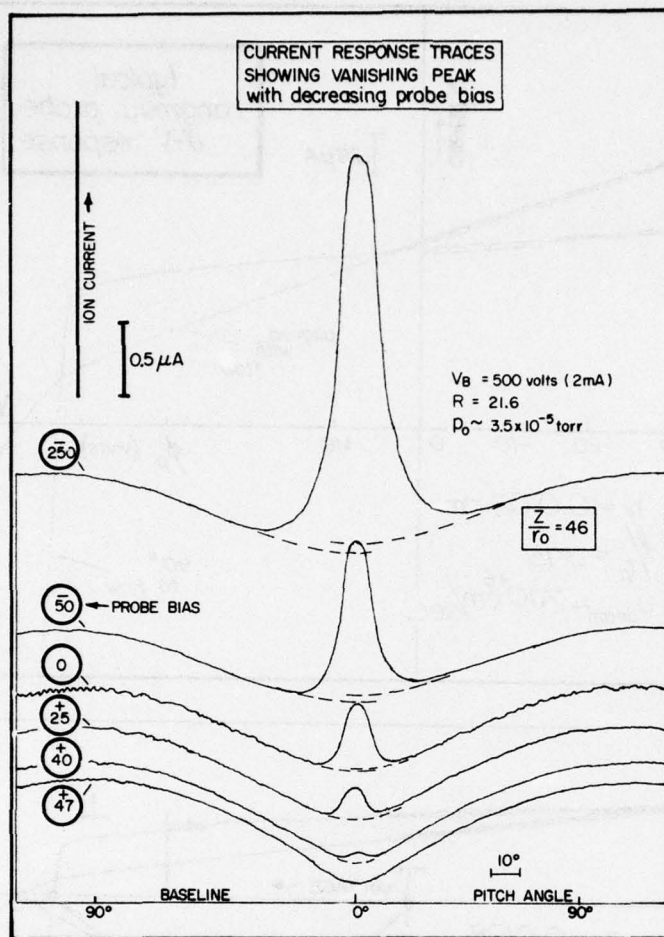 CURRENT RESPONSE TRACES
SHOWING VANISHING PEAK
with decreasing probe bias
ION CURRENT →
0.5 μA
V_B = 500 volts (2mA)
R = 21.6
p_o ~ 3.5 x 10⁻⁵ torr
-250
Z/r_o = 46
-50 ← PROBE BIAS
0
+25
+40
+47
10°
BASELINE
PITCH ANGLE
90°
0°
90°